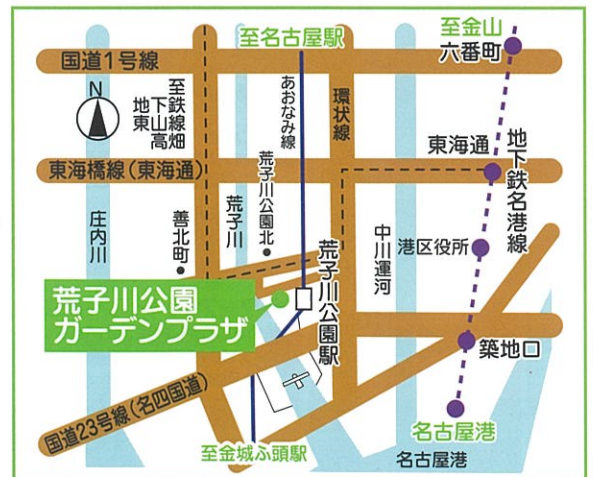 至名古屋駅
至金山
六番町
国道1号線
N
至地下鉄東山線高畑
あおなみ線
環状線
東海通
地下鉄名港線
東海橋線(東海通)
荒子川公園北
荒子川
庄内川
善北町
中川運河
港区役所
荒子川公園駅
荒子川公園
ガーデンプラザ
築地口
国道23号線(名四国道)
名古屋港
至金城ふ頭駅
名古屋港